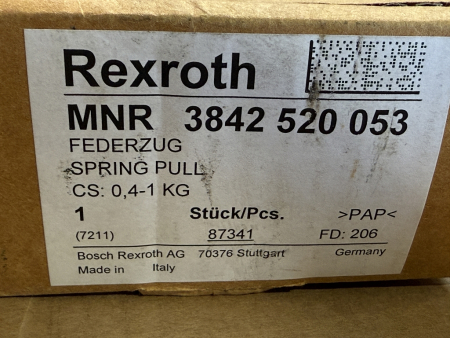 Rexroth
MNR 3842 520 053
FEDERZUG
SPRING PULL
CS: 0,4-1 KG
1 Stück/Pcs. >PAP<
(7211) 87341 FD: 206
Bosch Rexroth AG 70376 Stuttgart Germany
Made in Italy